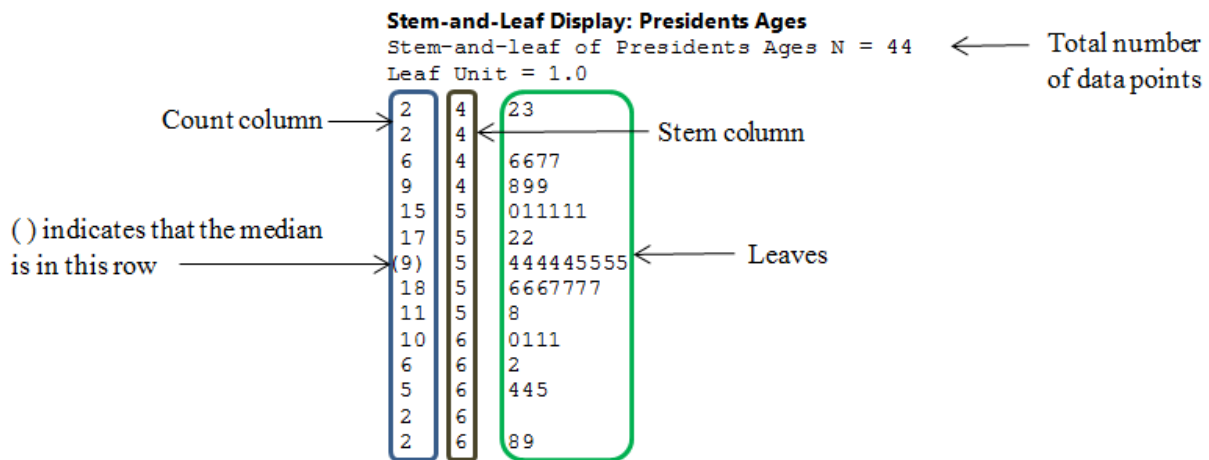 Stem-and-Leaf Display: Presidents Ages
Stem-and-leaf of Presidents Ages N = 44
Leaf Unit = 1.0
Total number
of data points
Count column
Stem column
( ) indicates that the median
is in this row
Leaves
2 4 23
2 4
6 4 6677
9 4 899
15 5 011111
17 5 22
(9) 5 444445555
18 5 6667777
11 5 8
10 6 0111
6 6 2
5 6 445
2 6
2 6 89